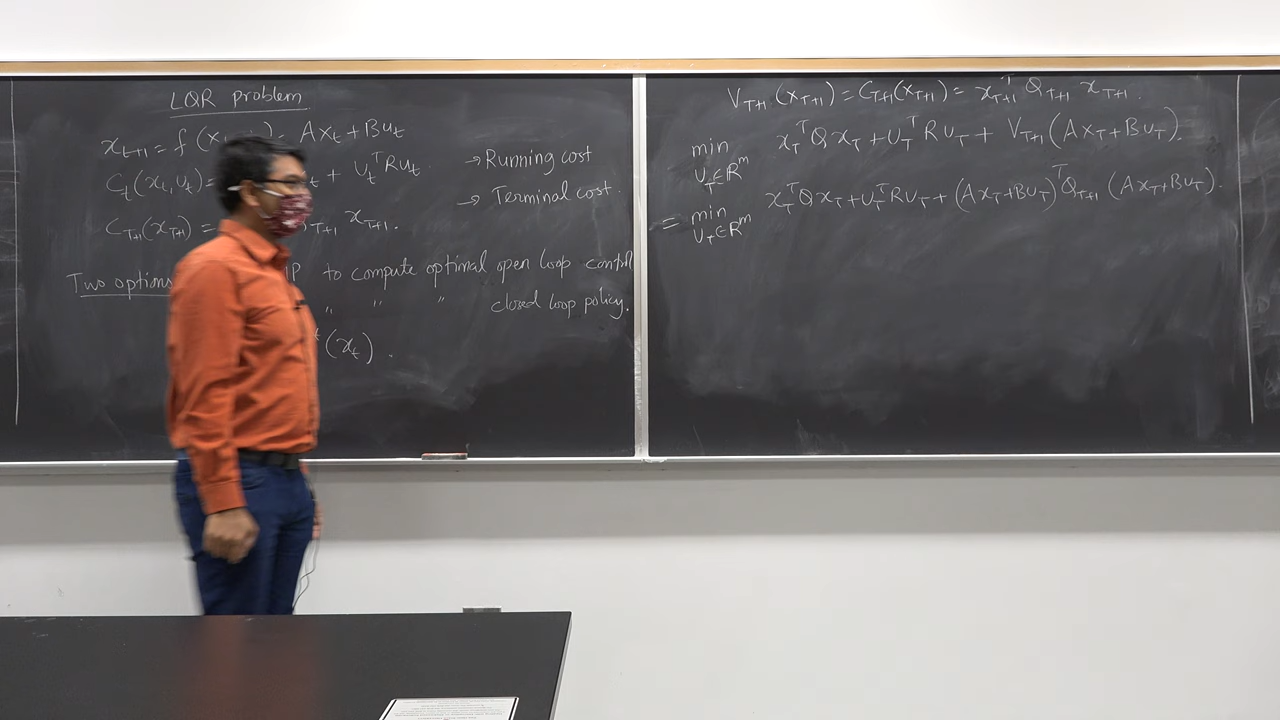 LQR problem
x_{t+1} = f(x_t = Ax_t + Bu_t
C_t(x_t, u_t) = x_t + u_t^T R u_t → Running cost
→ Terminal cost.
C_{T+1}(x_{T+1}) = T+1 x_{T+1}.
Two options P to compute optimal open loop control
" " " closed loop policy.
(x_t).
V_{T+1}(x_{T+1}) = C_{T+1}(x_{T+1}) = x_{T+1}^T Q_{T+1} x_{T+1}.
min_{u_T ∈ R^m} x_T^T Q x_T + u_T^T R u_T + V_{T+1}(Ax_T + Bu_T).
= min_{u_T ∈ R^m} x_T^T Q x_T + u_T^T R u_T + (Ax_T + Bu_T)^T Q_{T+1} (Ax_T + Bu_T).